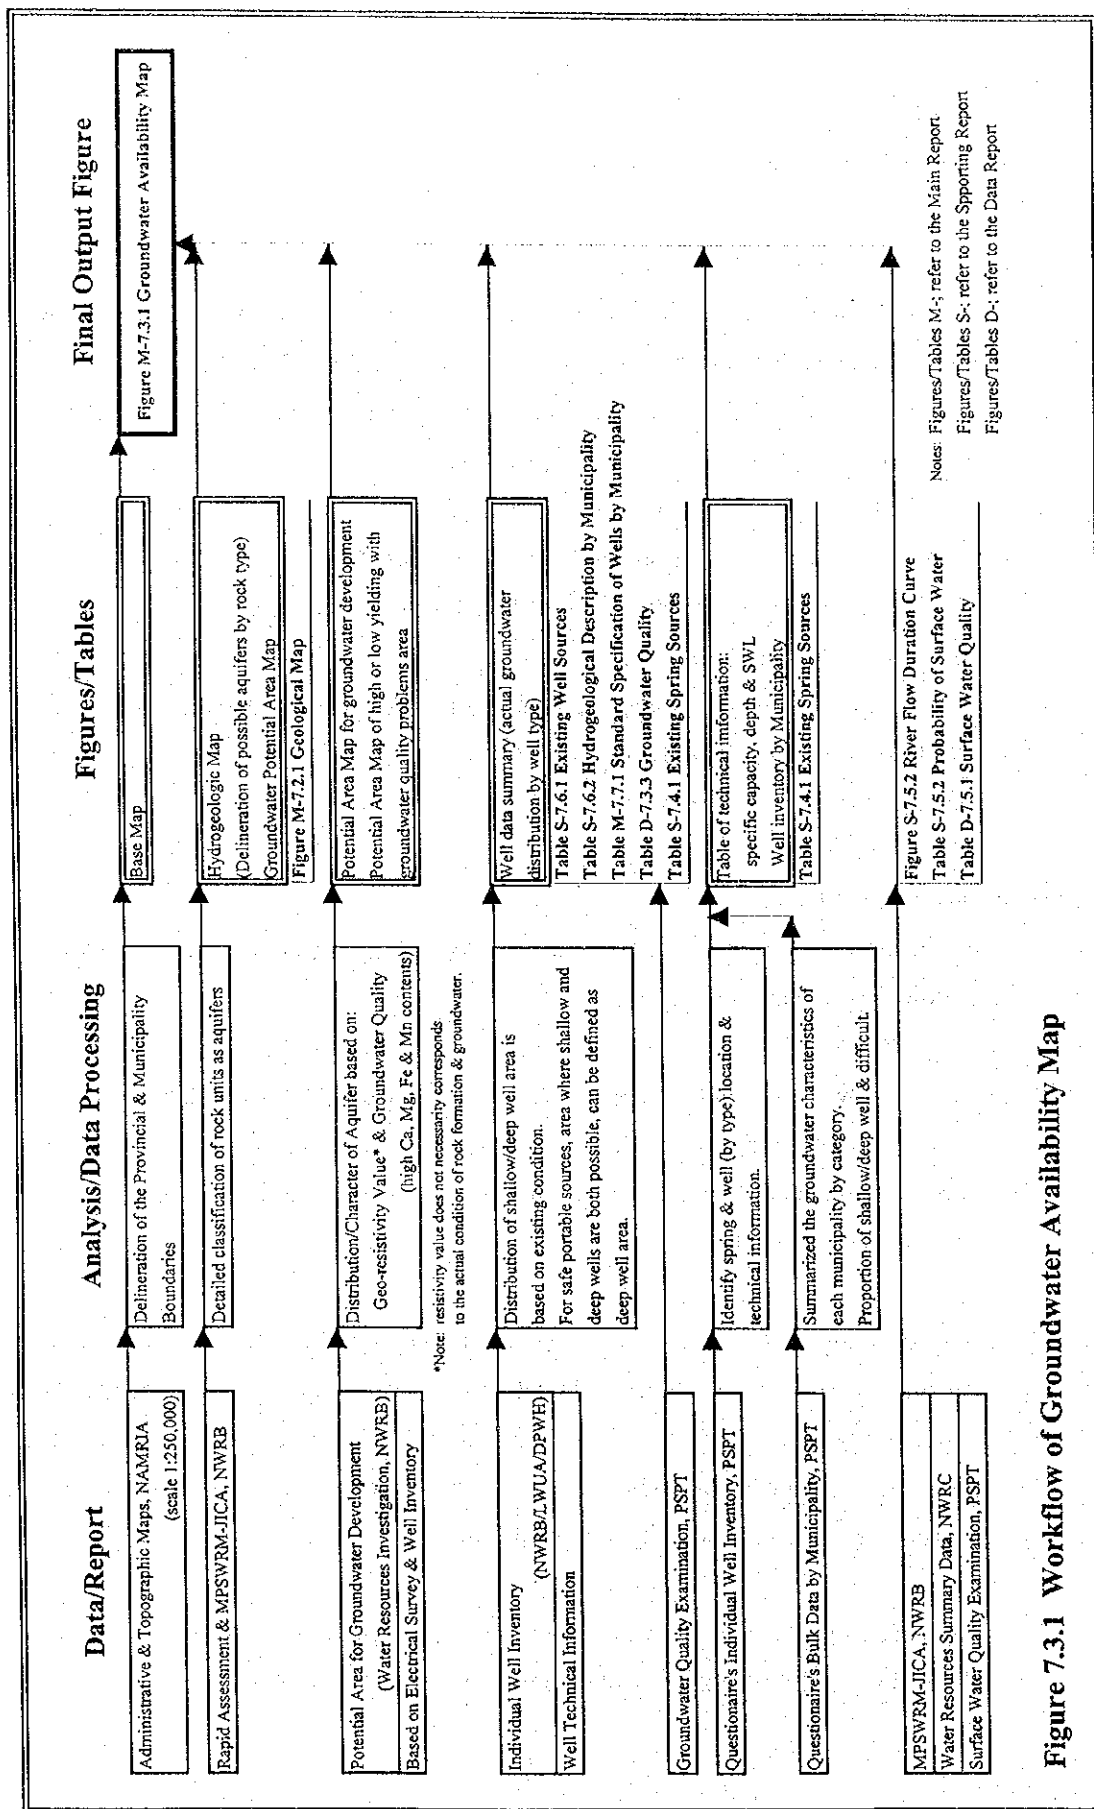 Data/Report
Analysis/Data Processing
Figures/Tables
Final Output Figure
Administrative & Topographic Maps, NAMRIA
(scale 1:250,000)
Delineration of the Provincial & Municipality
Boundaries
Base Map
Figure M-7.3.1 Groundwater Availability Map
Rapid Assessment & MPSWRM-JICA, NWRB
Detailed classification of rock units as aquifers
Hydrogeologic Map
(Delineration of possible aquifers by rock type)
Groundwater Potential Area Map
Figure M-7.2.1 Geological Map
Potential Area for Groundwater Development
(Water Resources Investigation, NWRB)
Based on Electrical Survey & Well Inventory
Distribution/Character of Aquifer based on:
Geo-resistivity Value* & Groundwater Quality
(high Ca, Mg, Fe & Mn contents)
*Note: resistivity value does not necessarity corresponds
to the actual condition of rock formation & groundwater.
Potential Area Map for groundwater development
Potential Area Map of high or low yielding with
groundwater quality problems area
Individual Well Inventory
(NWRB/LWUA/DPWH)
Well Technical Information
Distribution of shallow/deep well area is
based on existing condition.
For safe portable sources, area where shallow and
deep wells are both possible, can be defined as
deep well area.
Well data summary (actual groundwater
distribution by well type)
Table S-7.6.1 Existing Well Sources
Table S-7.6.2 Hydrogeological Description by Municipality
Table M-7.7.1 Standard Specification of Wells by Municipality
Table D-7.3.3 Groundwater Quality
Table S-7.4.1 Existing Spring Sources
Groundwater Quality Examination, PSPT
Questionaire's Individual Well Inventory, PSPT
Identify spring & well (by type) location &
technical information.
Table of technical imformation:
specific capacity, depth & SWL
Well inventory by Municipality
Table S-7.4.1 Existing Spring Sources
Questionaire's Bulk Data by Municipality, PSPT
Summarized the groundwater characteristics of
each municipality by category.
Proportion of shallow/deep well & difficult.
MPSWRM-JICA, NWRB
Water Resources Summary Data, NWRC
Surface Water Quality Examination, PSPT
Figure S-7.5.2 River Flow Duration Curve
Table S-7.5.2 Probability of Surface Water
Table D-7.5.1 Surface Water Quality
Notes: Figures/Tables M-; refer to the Main Report
Figures/Tables S-; refer to the Spporting Report
Figures/Tables D-; refer to the Data Report
Figure 7.3.1 Workflow of Groundwater Availability Map